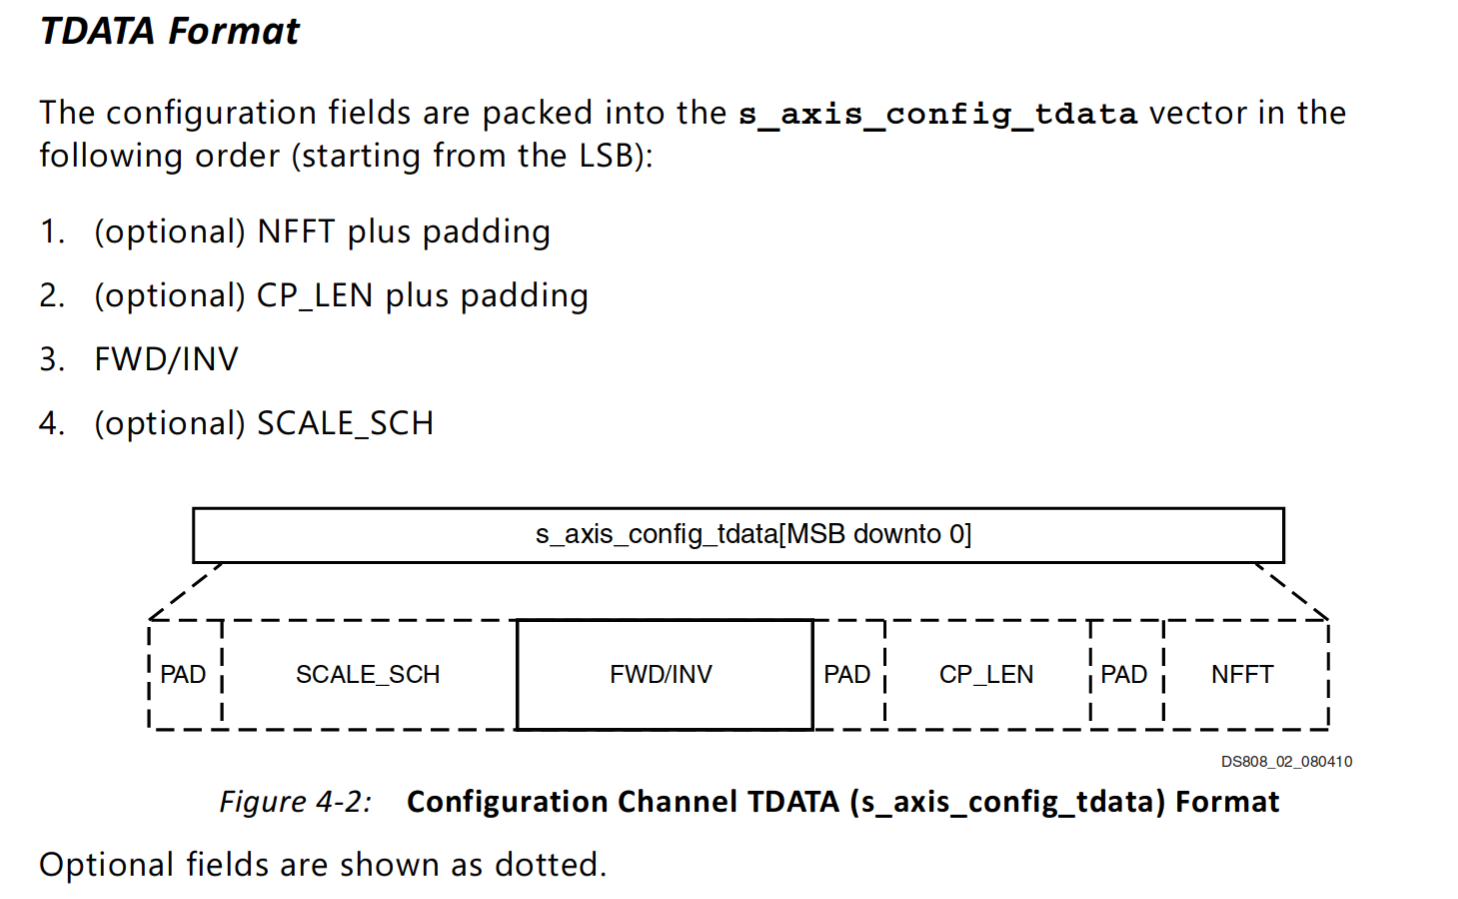 TDATA Format
The configuration fields are packed into the s_axis_config_tdata vector in the
following order (starting from the LSB):
1. (optional) NFFT plus padding
2. (optional) CP_LEN plus padding
3. FWD/INV
4. (optional) SCALE_SCH
s_axis_config_tdata[MSB downto 0]
PAD SCALE_SCH FWD/INV PAD CP_LEN PAD NFFT
DS808_02_080410
Figure 4-2: Configuration Channel TDATA (s_axis_config_tdata) Format
Optional fields are shown as dotted.